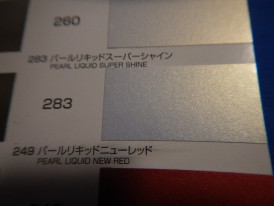 260
283 パールリキッドスーパーシャイン
PEARL LIQUID SUPER SHINE
283
249 パールリキッドニューレッド
PEARL LIQUID NEW RED